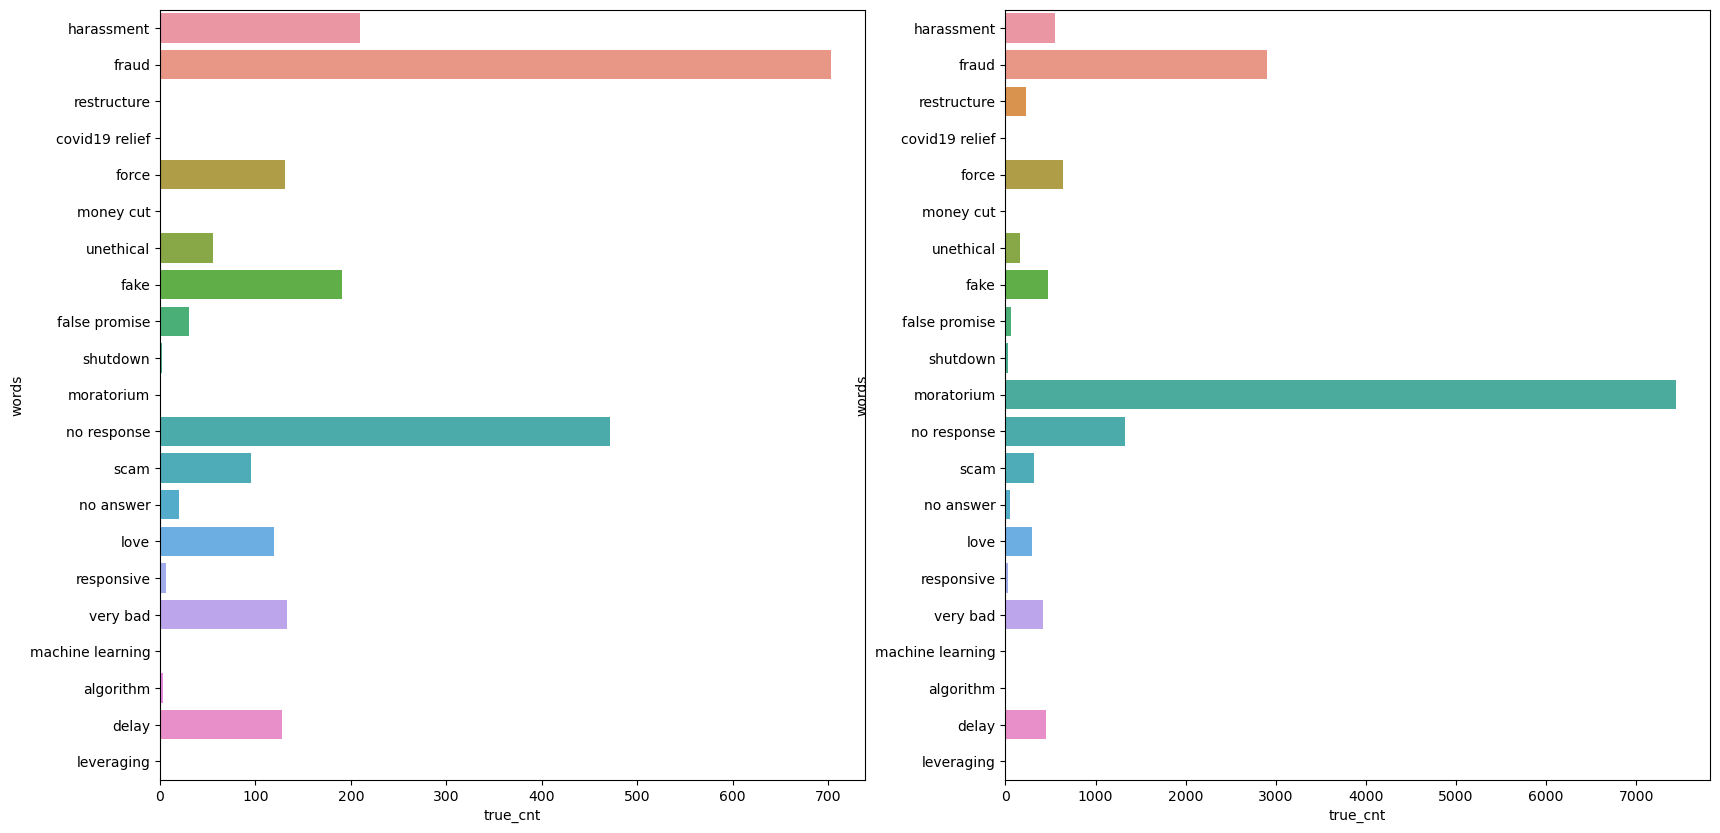 harassment
fraud
restructure
covid19 relief
force
money cut
unethical
fake
false promise
shutdown
moratorium
no response
scam
no answer
love
responsive
very bad
machine learning
algorithm
delay
leveraging
words
0 100 200 300 400 500 600 700
true_cnt
harassment
fraud
restructure
covid19 relief
force
money cut
unethical
fake
false promise
shutdown
moratorium
no response
scam
no answer
love
responsive
very bad
machine learning
algorithm
delay
leveraging
words
0 1000 2000 3000 4000 5000 6000 7000
true_cnt